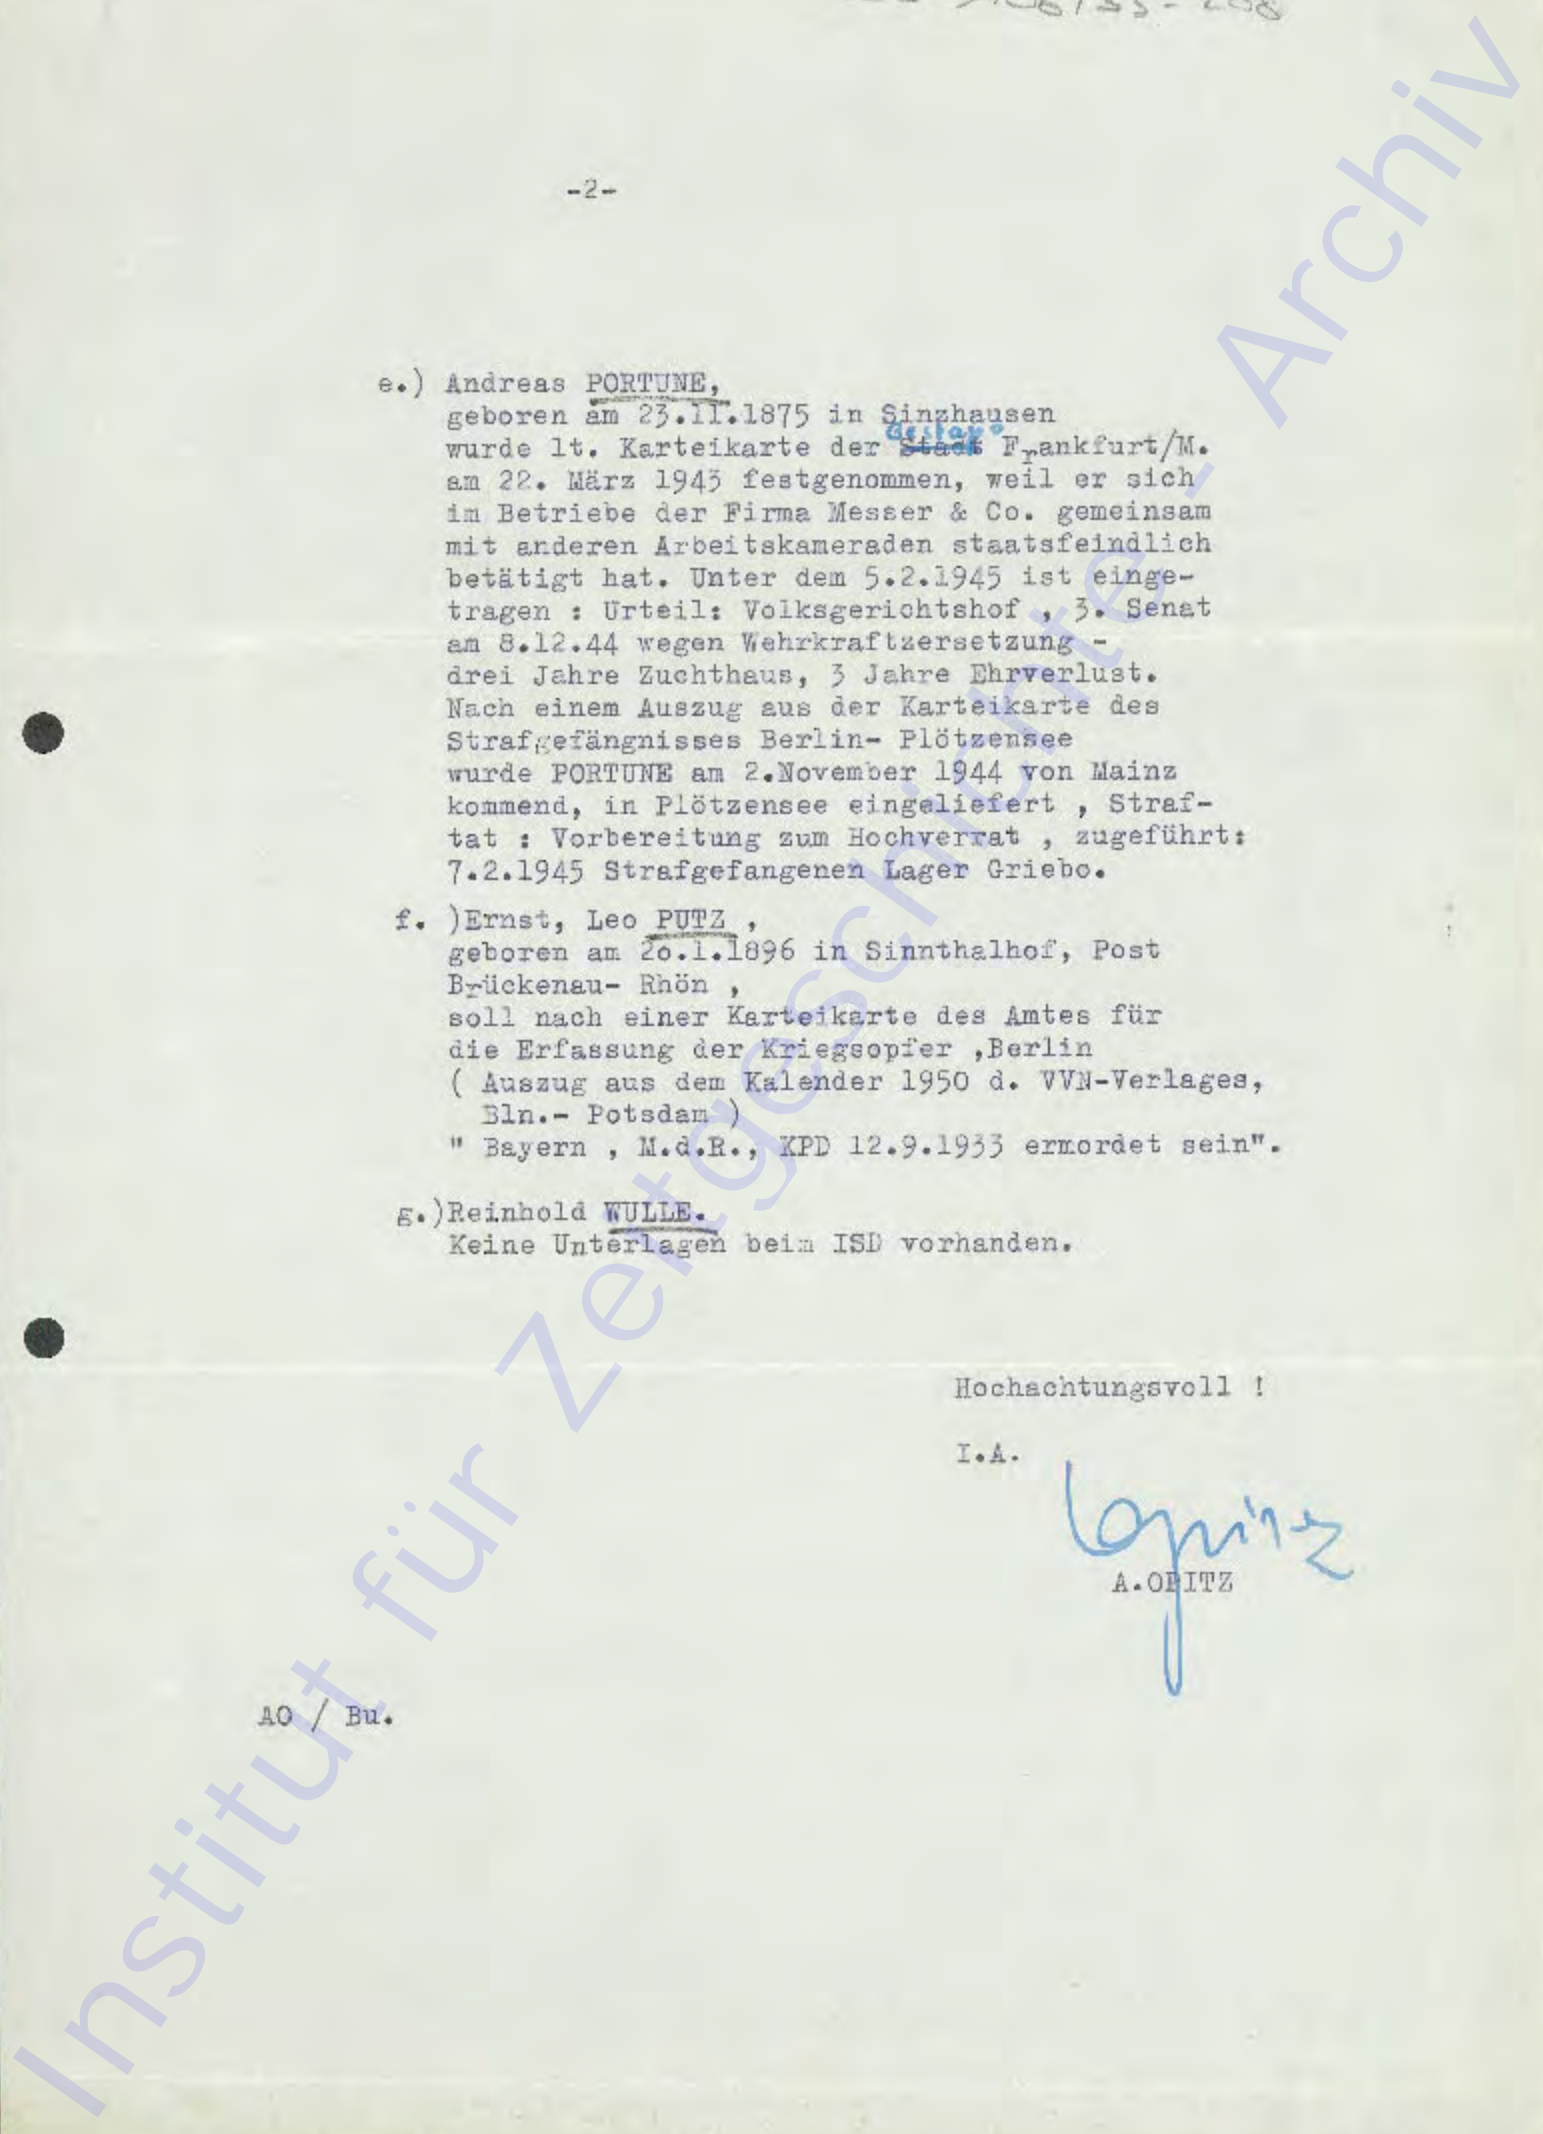 -2-
e.) Andreas PORTUNE,
geboren am 23.11.1875 in Sinzhausen
Gestapo
wurde lt. Karteikarte der Stadt Frankfurt/M.
am 22. März 1943 festgenommen, weil er sich
im Betriebe der Firma Messer & Co. gemeinsam
mit anderen Arbeitskameraden staatsfeindlich
betätigt hat. Unter dem 5.2.1945 ist einge-
tragen : Urteil: Volksgerichtshof , 3. Senat
am 8.12.44 wegen Wehrkraftzersetzung -
drei Jahre Zuchthaus, 3 Jahre Ehrverlust.
Nach einem Auszug aus der Karteikarte des
Strafgefängnisses Berlin- Plötzensee
wurde PORTUNE am 2.November 1944 von Mainz
kommend, in Plötzensee eingeliefert , Straf-
tat : Vorbereitung zum Hochverrat , zugeführt:
7.2.1945 Strafgefangenen Lager Griebo.
f. )Ernst, Leo PUTZ ,
geboren am 20.1.1896 in Sinnthalhof, Post
Brückenau- Rhön ,
soll nach einer Karteikarte des Amtes für
die Erfassung der Kriegsopfer ,Berlin
( Auszug aus dem Kalender 1950 d. VVN-Verlages,
Bln.- Potsdam )
" Bayern , M.d.R., KPD 12.9.1933 ermordet sein".
g.)Reinhold WULLE.
Keine Unterlagen beim ISD vorhanden.
Hochachtungsvoll !
I.A.
Opitz
A.OPITZ
AO / Bu.
Institut für Zeitgeschichte - Archiv